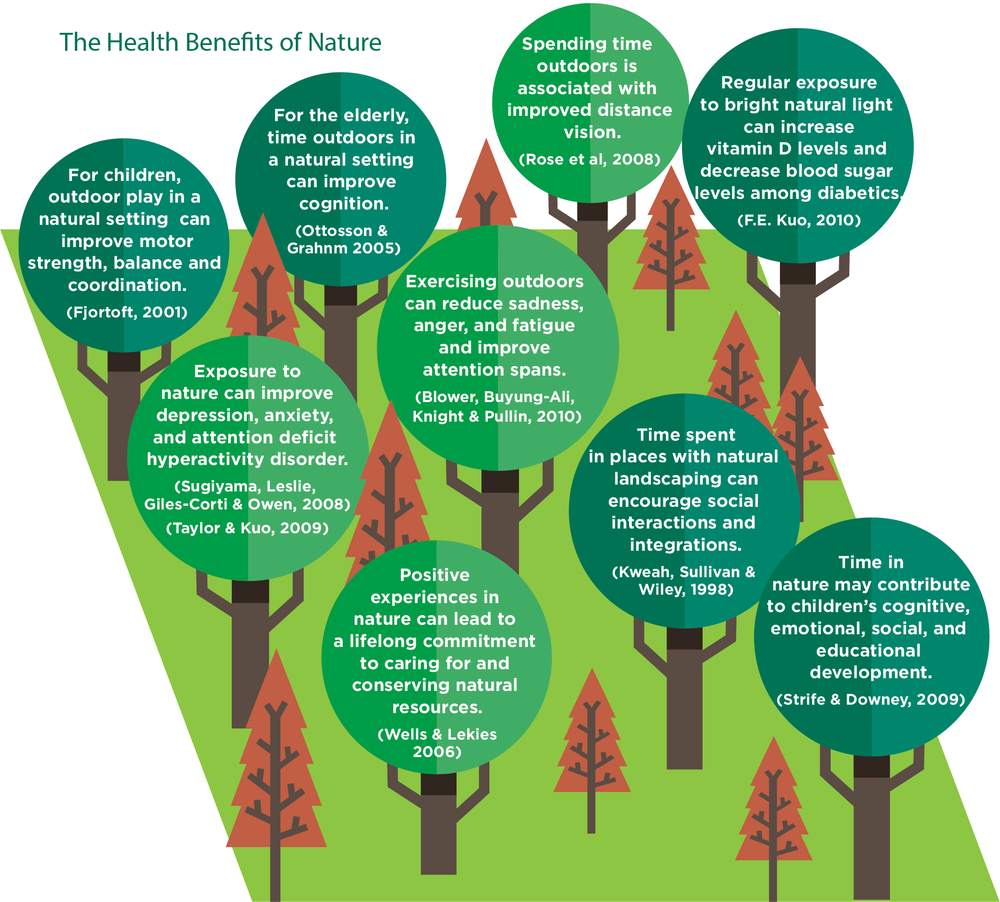 The Health Benefits of Nature
Spending time
outdoors is
associated with
improved distance
vision.
(Rose et al, 2008)
Regular exposure
to bright natural light
can increase
vitamin D levels and
decrease blood sugar
levels among diabetics.
(F.E. Kuo, 2010)
For the elderly,
time outdoors in
a natural setting
can improve
cognition.
(Ottosson &
Grahnm 2005)
For children,
outdoor play in a
natural setting can
improve motor
strength, balance and
coordination.
(Fjortoft, 2001)
Exercising outdoors
can reduce sadness,
anger, and fatigue
and improve
attention spans.
(Blower, Buyung-Ali,
Knight & Pullin, 2010)
Exposure to
nature can improve
depression, anxiety,
and attention deficit
hyperactivity disorder.
(Sugiyama, Leslie,
Giles-Corti & Owen, 2008)
(Taylor & Kuo, 2009)
Time spent
in places with natural
landscaping can
encourage social
interactions and
integrations.
(Kweah, Sullivan &
Wiley, 1998)
Positive
experiences in
nature can lead to
a lifelong commitment
to caring for and
conserving natural
resources.
(Wells & Lekies
2006)
Time in
nature may contribute
to children’s cognitive,
emotional, social, and
educational
development.
(Strife & Downey, 2009)